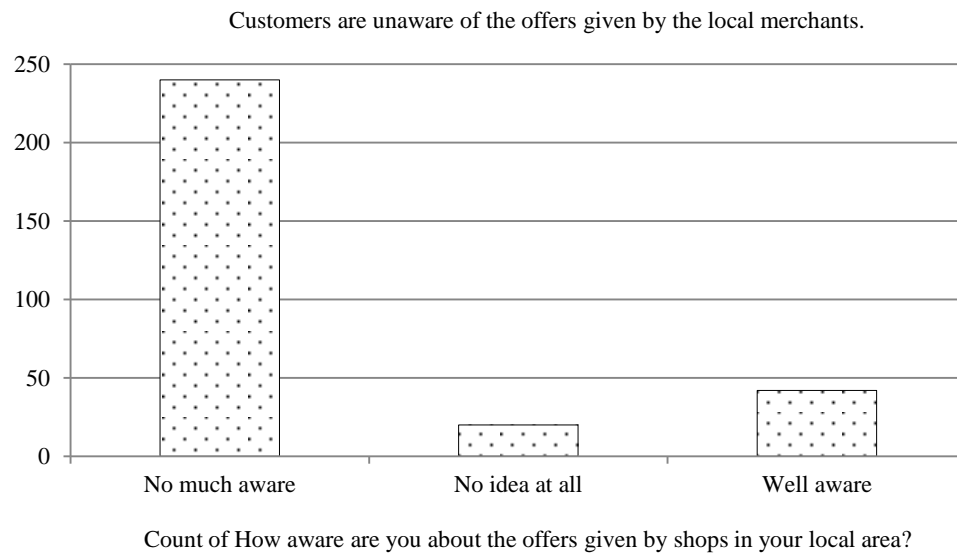 Customers are unaware of the offers given by the local merchants.
250
200
150
100
50
0
No much aware
No idea at all
Well aware
Count of How aware are you about the offers given by shops in your local area?